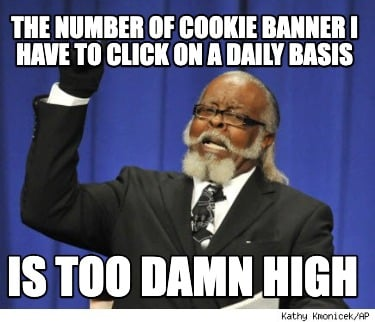 THE NUMBER OF COOKIE BANNER I
HAVE TO CLICK ON A DAILY BASIS
IS TOO DAMN HIGH
Kathy Kmonicek/AP